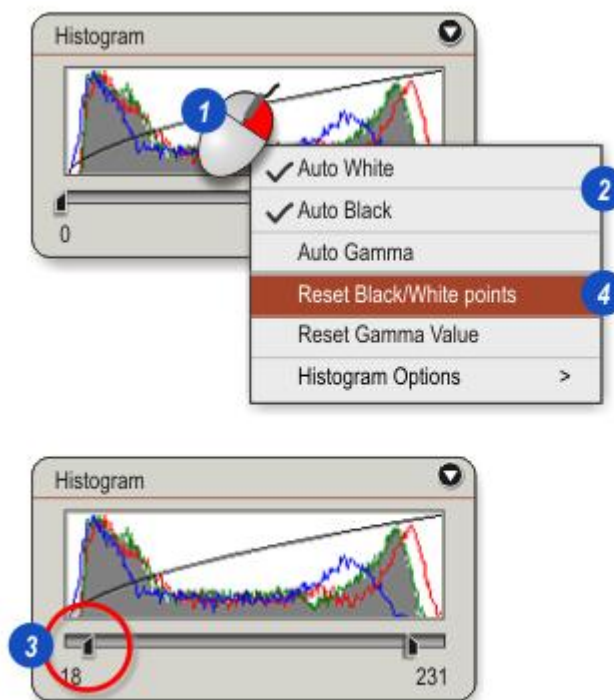 Histogram
1
Auto White
2
Auto Black
Auto Gamma
0
Reset Black/White points
4
Reset Gamma Value
Histogram Options >
Histogram
3
18 231